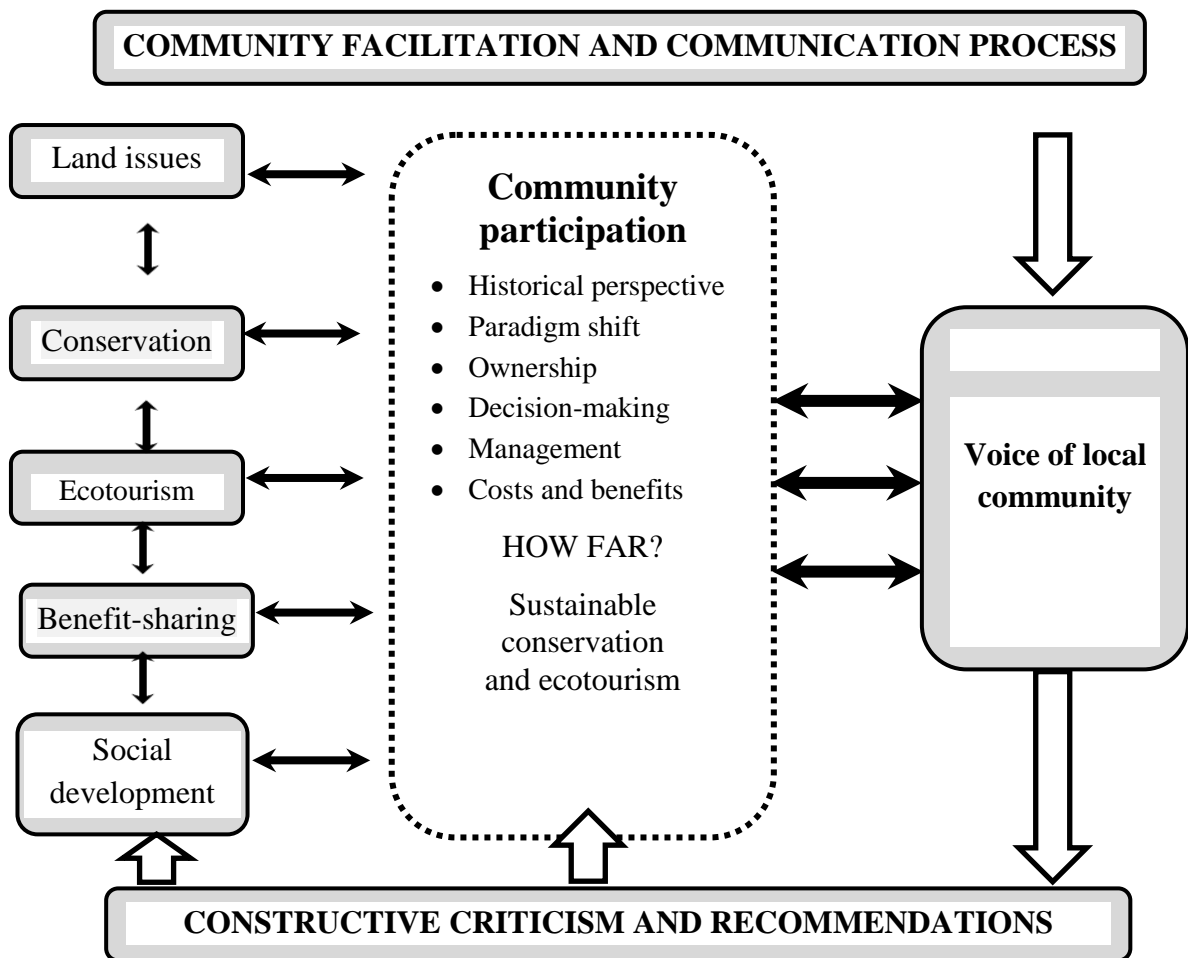 COMMUNITY FACILITATION AND COMMUNICATION PROCESS
Land issues
Conservation
Ecotourism
Benefit-sharing
Social
development
Community
participation
• Historical perspective
• Paradigm shift
• Ownership
• Decision-making
• Management
• Costs and benefits
HOW FAR?
Sustainable
conservation
and ecotourism
Voice of local
community
CONSTRUCTIVE CRITICISM AND RECOMMENDATIONS